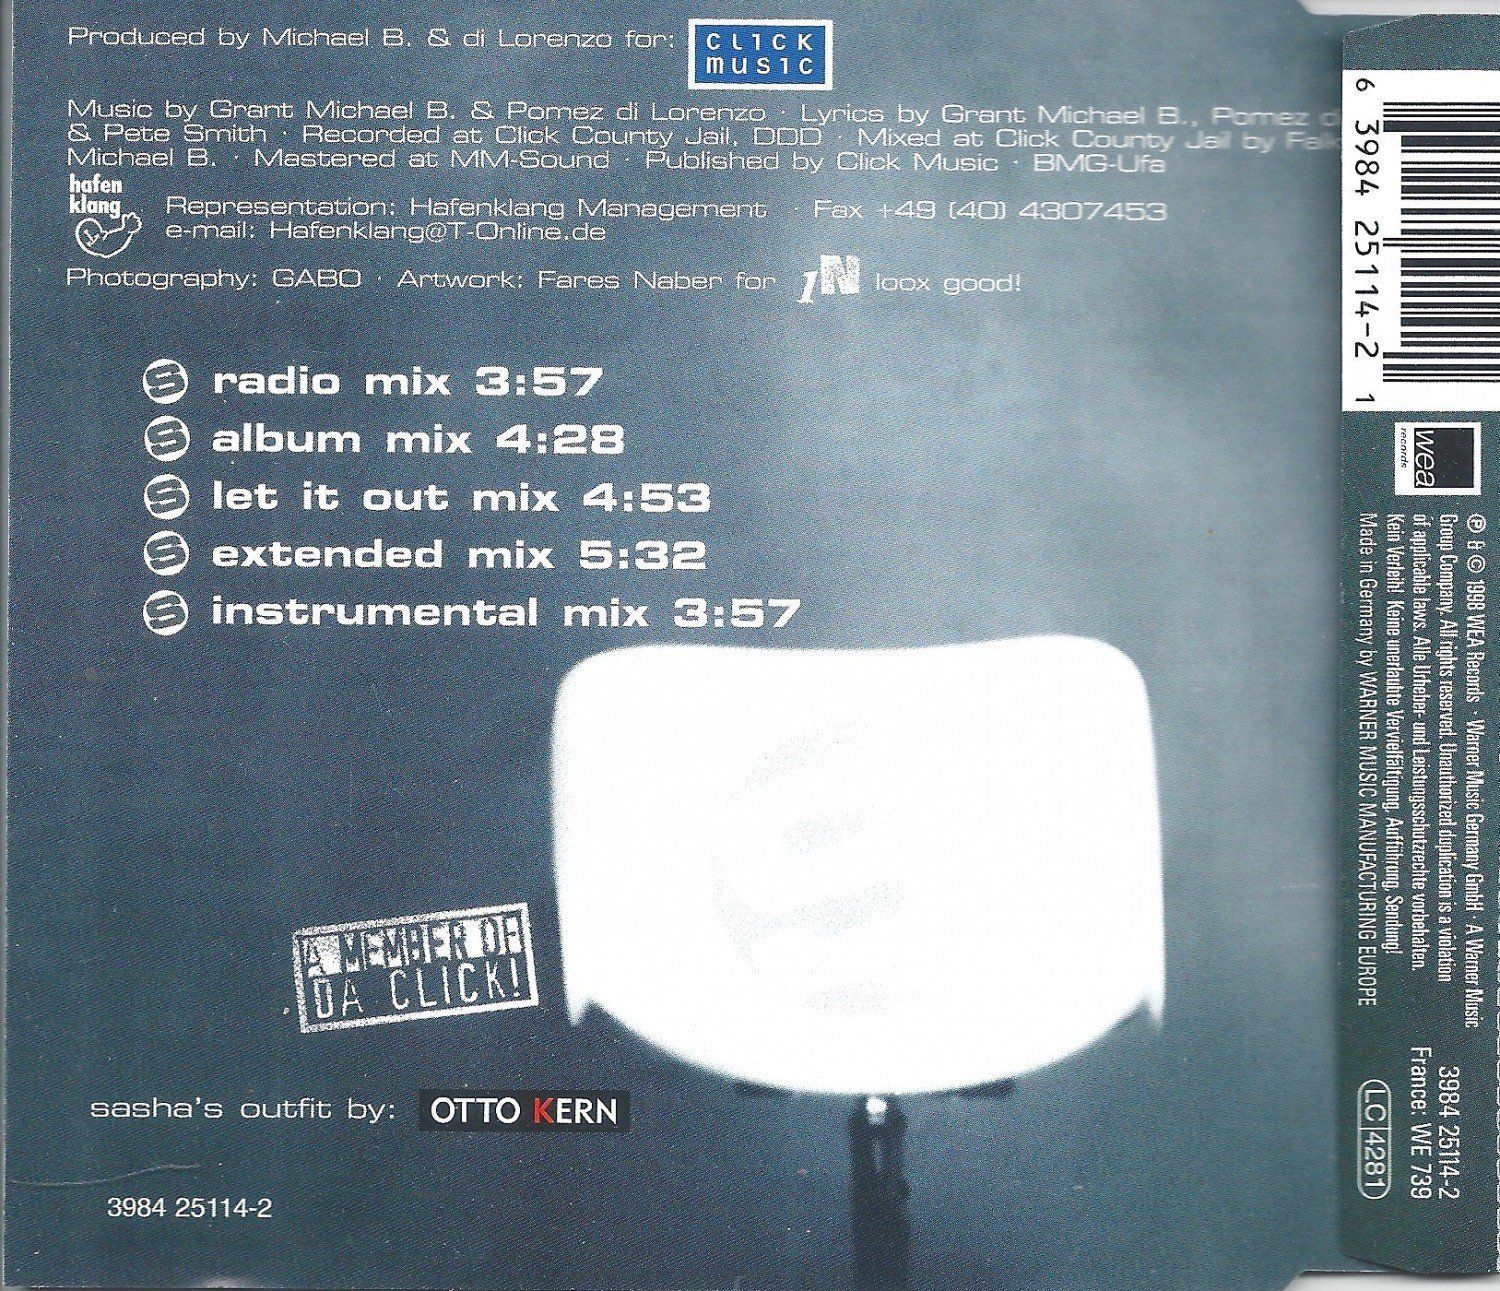 Produced by Michael B. & di Lorenzo for:
CLICK
music
Music by Grant Michael B. & Pomez di Lorenzo · Lyrics by Grant Michael B., Pomez di
& Pete Smith · Recorded at Click County Jail, DDD · Mixed at Click County Jail by
Michael B. · Mastered at MM-Sound · Published by Click Music · BMG-Ufa
hafen
klang
Representation: Hafenklang Management Fax +49 (40) 4307453
e-mail: Hafenklang@T-Online.de
Photography: GABO · Artwork: Fares Naber for 1N loox good!
radio mix 3:57
album mix 4:28
let it out mix 4:53
extended mix 5:32
instrumental mix 3:57
A MEMBER OF
DA CLICK!
sasha's outfit by: OTTO KERN
3984 25114-2
6 3984 25114-2 1
wea
records
℗ & © 1998 WEA Records · Warner Music Germany GmbH · A Warner Music
Group Company. All rights reserved. Unauthorized duplication is a violation
of applicable laws. Alle Urheber- und Leistungsschutzrechte vorbehalten.
Kein Verleih! Keine unerlaubte Vervielfältigung, Aufführung, Sendung!
Made in Germany by WARNER MUSIC MANUFACTURING EUROPE
3984 25114-2
France: WE 739
LC 4281